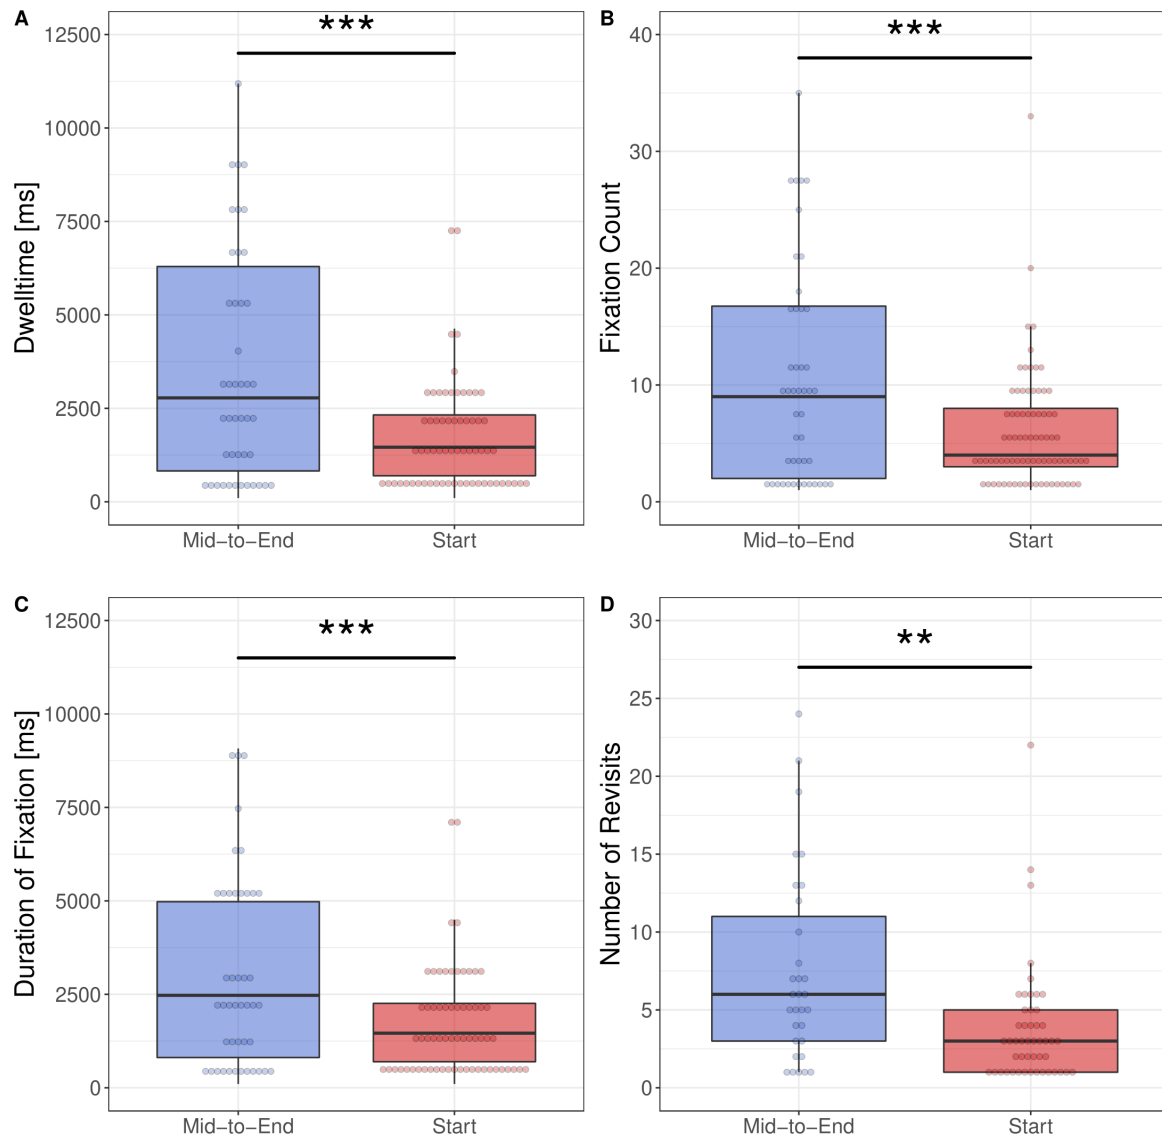 A
Dwelltime [ms]
12500
10000
7500
5000
2500
0
***
Mid−to−End
Start
B
Fixation Count
40
30
20
10
0
***
Mid−to−End
Start
C
Duration of Fixation [ms]
12500
10000
7500
5000
2500
0
***
Mid−to−End
Start
D
Number of Revisits
30
25
20
15
10
5
0
**
Mid−to−End
Start